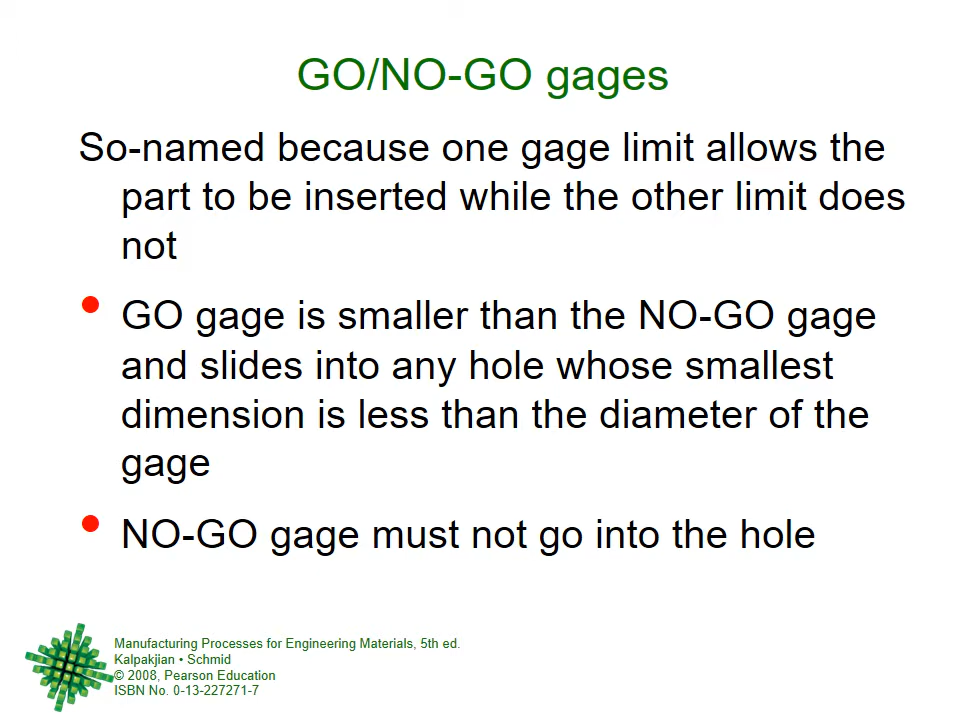 GO/NO-GO gages
So-named because one gage limit allows the
part to be inserted while the other limit does
not
• GO gage is smaller than the NO-GO gage
and slides into any hole whose smallest
dimension is less than the diameter of the
gage
• NO-GO gage must not go into the hole
Manufacturing Processes for Engineering Materials, 5th ed.
Kalpakjian • Schmid
© 2008, Pearson Education
ISBN No. 0-13-227271-7